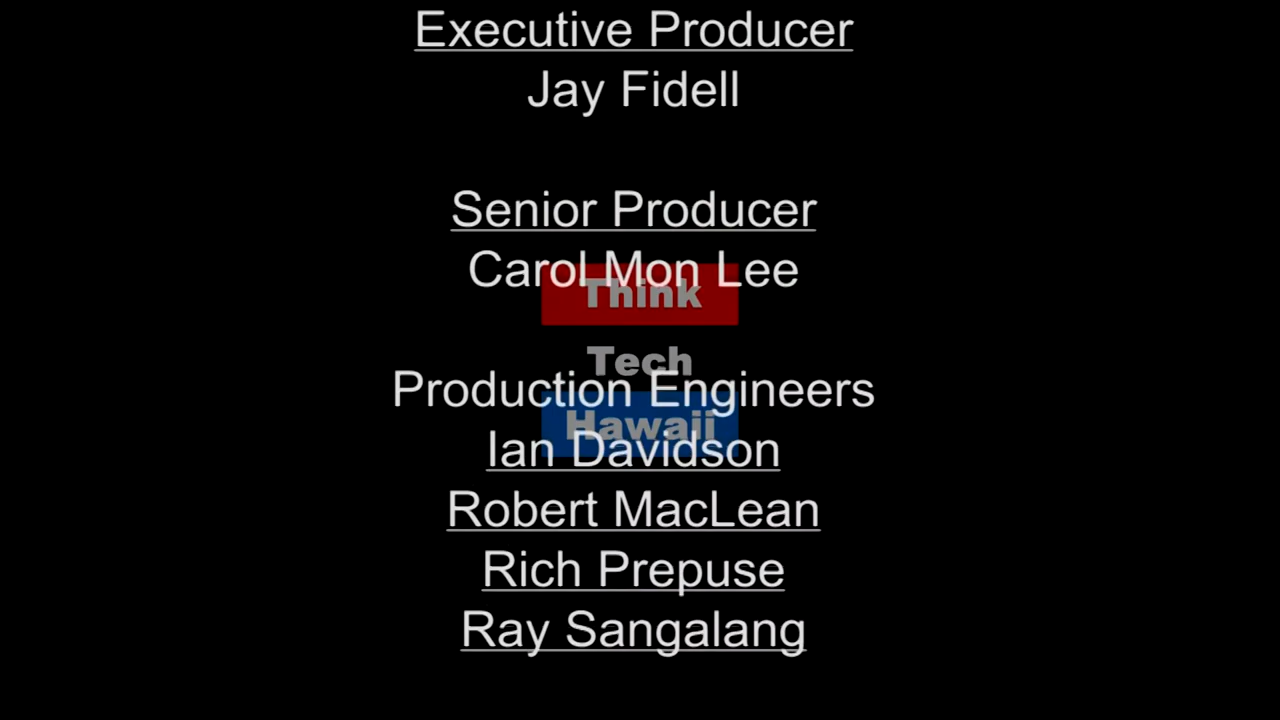 Executive Producer
Jay Fidell
Senior Producer
Carol Mon Lee
Think
Tech
Production Engineers
Hawaii
Ian Davidson
Robert MacLean
Rich Prepuse
Ray Sangalang